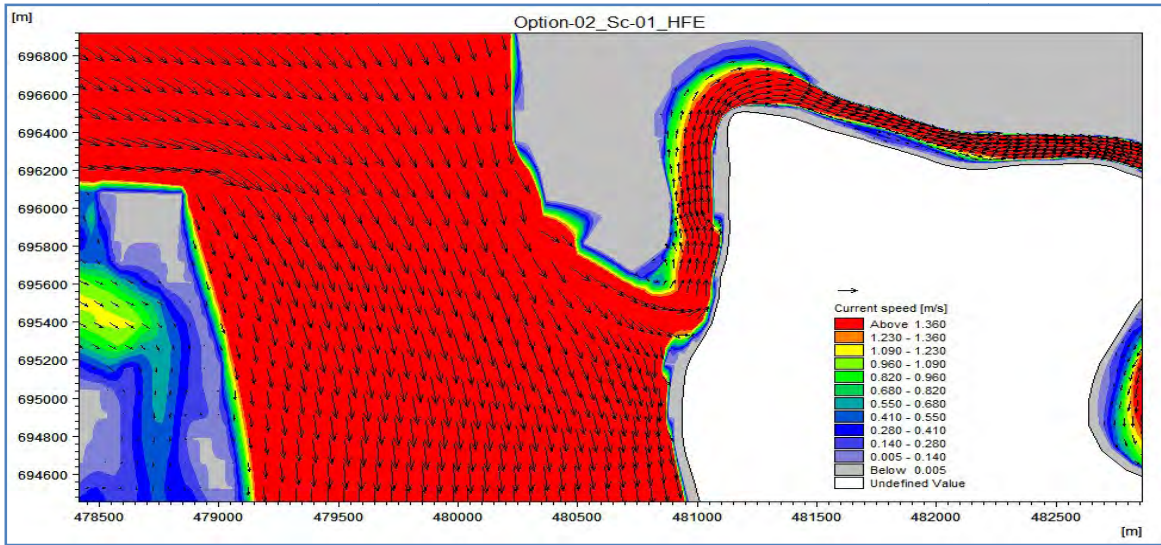 [m]
Option-02_Sc-01_HFE
696800
696600
696400
696200
696000
695800
695600
695400
695200
695000
694800
694600
Current speed [m/s]
Above 1.360
1.230 - 1.360
1.090 - 1.230
0.960 - 1.090
0.820 - 0.960
0.680 - 0.820
0.550 - 0.680
0.410 - 0.550
0.280 - 0.410
0.140 - 0.280
0.005 - 0.140
Below 0.005
Undefined Value
478500 479000 479500 480000 480500 481000 481500 482000 482500
[m]